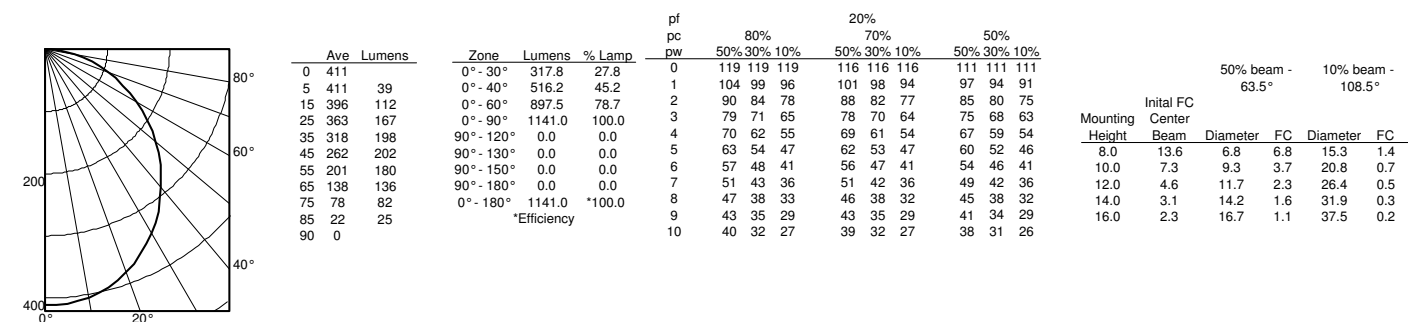 80°
60°
40°
200
400
0° 20°
Ave Lumens
0 411
5 411 39
15 396 112
25 363 167
35 318 198
45 262 202
55 201 180
65 138 136
75 78 82
85 22 25
90 0
Zone Lumens % Lamp
0° - 30° 317.8 27.8
0° - 40° 516.2 45.2
0° - 60° 897.5 78.7
0° - 90° 1141.0 100.0
90° - 120° 0.0 0.0
90° - 130° 0.0 0.0
90° - 150° 0.0 0.0
90° - 180° 0.0 0.0
0° - 180° 1141.0 *100.0
*Efficiency
pf 20%
pc 80% 70% 50%
pw 50% 30% 10% 50% 30% 10% 50% 30% 10%
0 119 119 119 116 116 116 111 111 111
1 104 99 96 101 98 94 97 94 91
2 90 84 78 88 82 77 85 80 75
3 79 71 65 78 70 64 75 68 63
4 70 62 55 69 61 54 67 59 54
5 63 54 47 62 53 47 60 52 46
6 57 48 41 56 47 41 54 46 41
7 51 43 36 51 42 36 49 42 36
8 47 38 33 46 38 32 45 38 32
9 43 35 29 43 35 29 41 34 29
10 40 32 27 39 32 27 38 31 26
50% beam - 10% beam -
63.5° 108.5°
Inital FC
Mounting Center
Height Beam Diameter FC Diameter FC
8.0 13.6 6.8 6.8 15.3 1.4
10.0 7.3 9.3 3.7 20.8 0.7
12.0 4.6 11.7 2.3 26.4 0.5
14.0 3.1 14.2 1.6 31.9 0.3
16.0 2.3 16.7 1.1 37.5 0.2